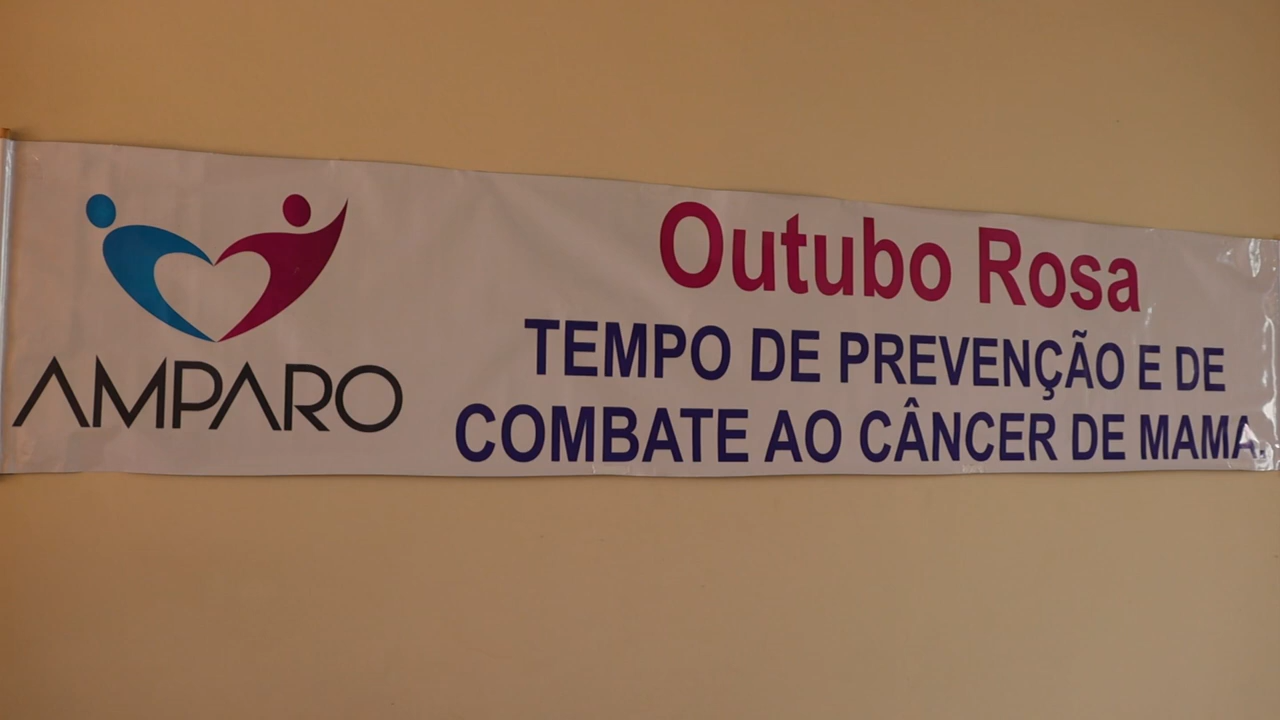 AMPARO
Outubo Rosa
TEMPO DE PREVENÇÃO E DE
COMBATE AO CÂNCER DE MAMA.